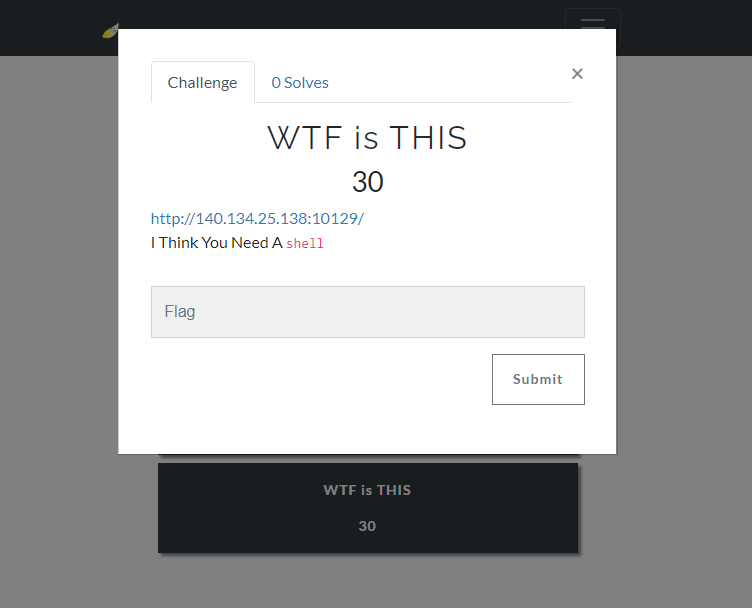 Challenge
0 Solves
×
WTF is THIS
30
http://140.134.25.138:10129/
I Think You Need A shell
Flag
Submit
WTF is THIS
30